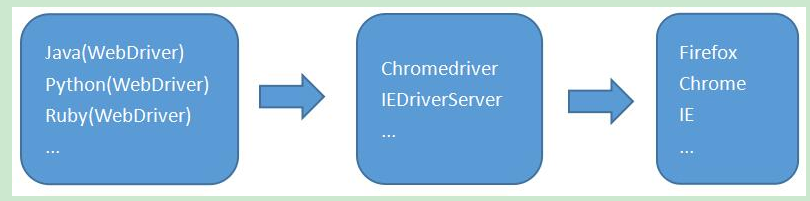 Java(WebDriver)
Python(WebDriver)
Ruby(WebDriver)
...
Chromedriver
IEDriverServer
...
Firefox
Chrome
IE
...